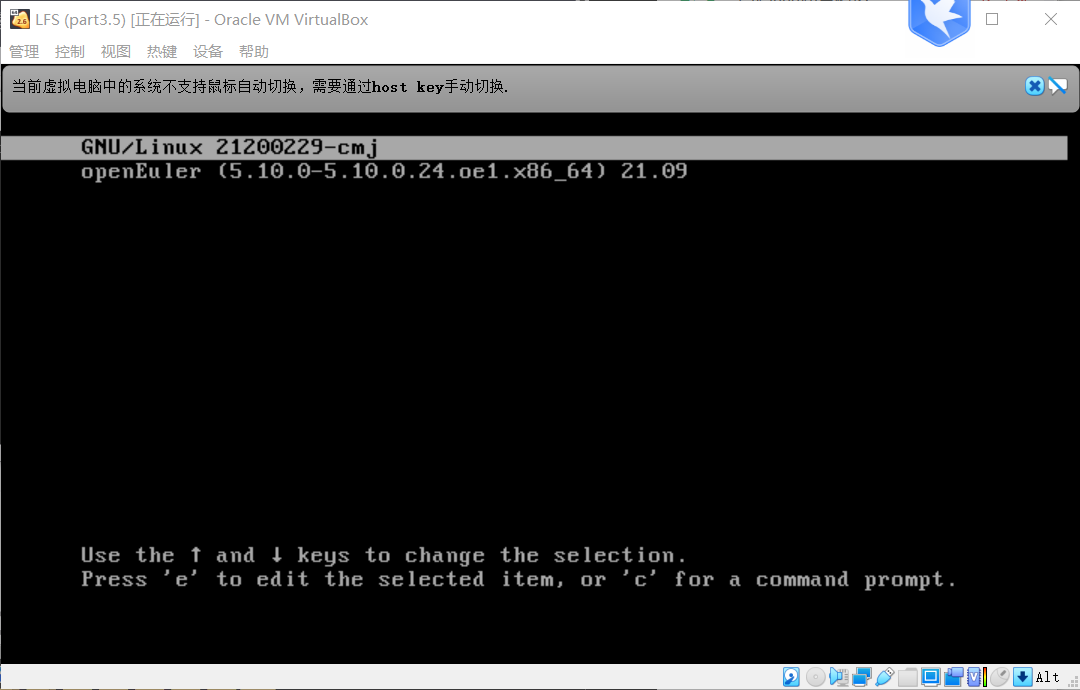 LFS (part3.5) [正在运行] - Oracle VM VirtualBox
管理 控制 视图 热键 设备 帮助
当前虚拟电脑中的系统不支持鼠标自动切换，需要通过host key手动切换.
GNU/Linux 21200229-cmj
openEuler (5.10.0-5.10.0.24.oe1.x86_64) 21.09
Use the ↑ and ↓ keys to change the selection.
Press 'e' to edit the selected item, or 'c' for a command prompt.
Alt